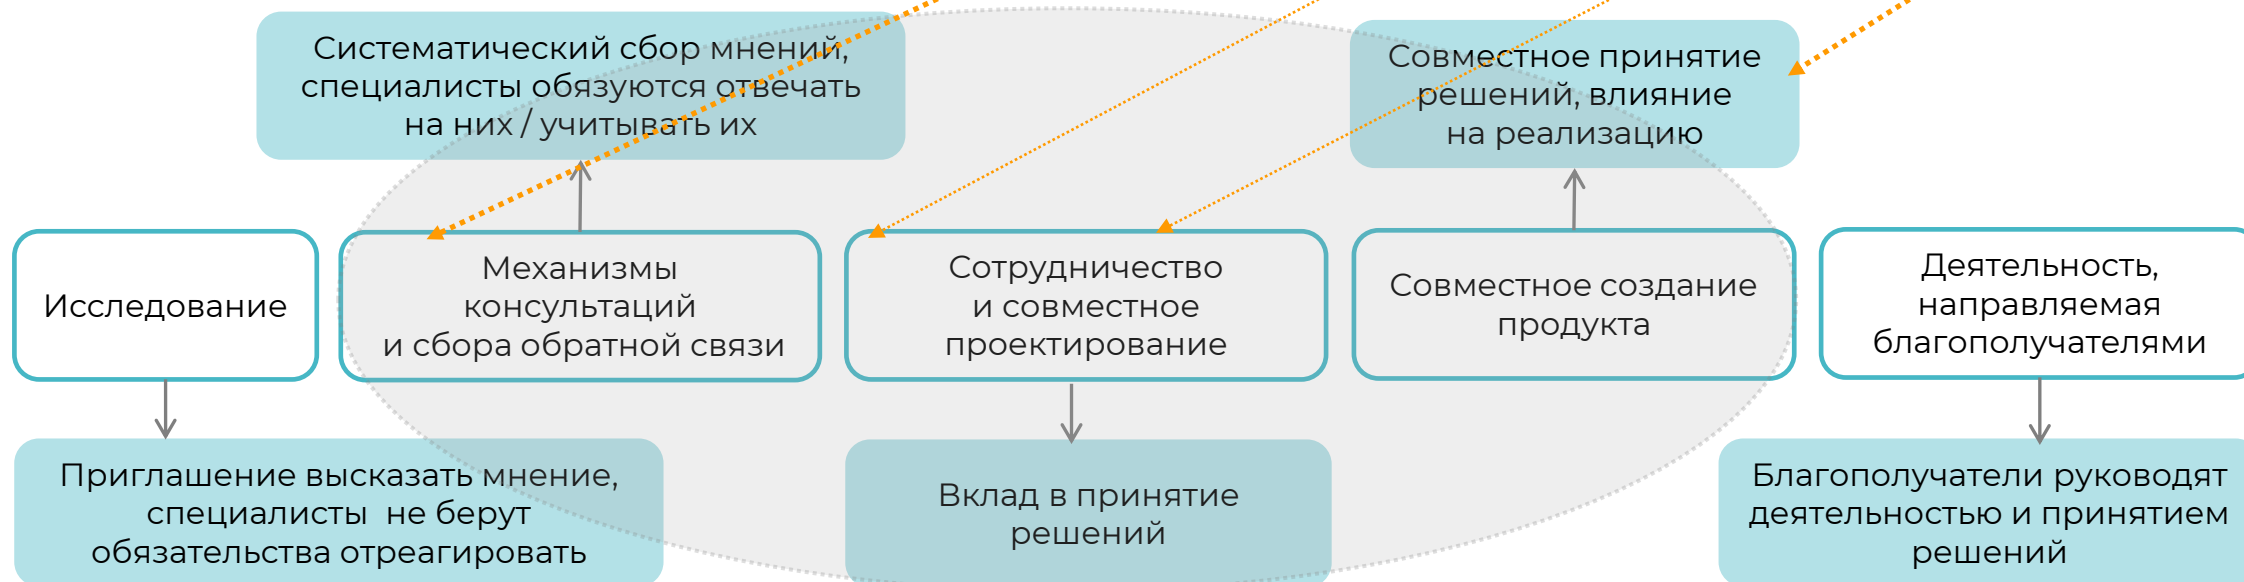 Систематический сбор мнений,
специалисты обязуются отвечать
на них / учитывать их
Совместное принятие
решений, влияние
на реализацию
Исследование
Механизмы
консультаций
и сбора обратной связи
Сотрудничество
и совместное
проектирование
Совместное создание
продукта
Деятельность,
направляемая
благополучателями
Приглашение высказать мнение,
специалисты не берут
обязательства отреагировать
Вклад в принятие
решений
Благополучатели руководят
деятельностью и принятием
решений